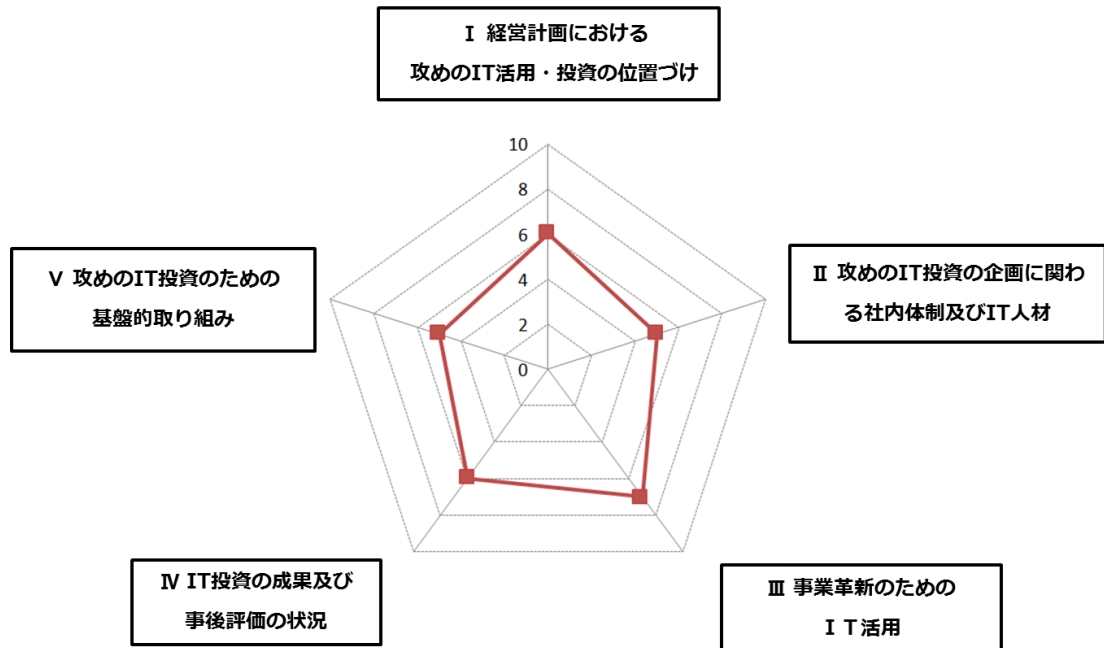 Ⅰ 経営計画における
攻めのIT活用・投資の位置づけ
10
8
6
4
2
0
Ⅴ 攻めのIT投資のための
基盤的取り組み
Ⅱ 攻めのIT投資の企画に関わ
る社内体制及びIT人材
Ⅳ IT投資の成果及び
事後評価の状況
Ⅲ 事業革新のための
ＩＴ活用